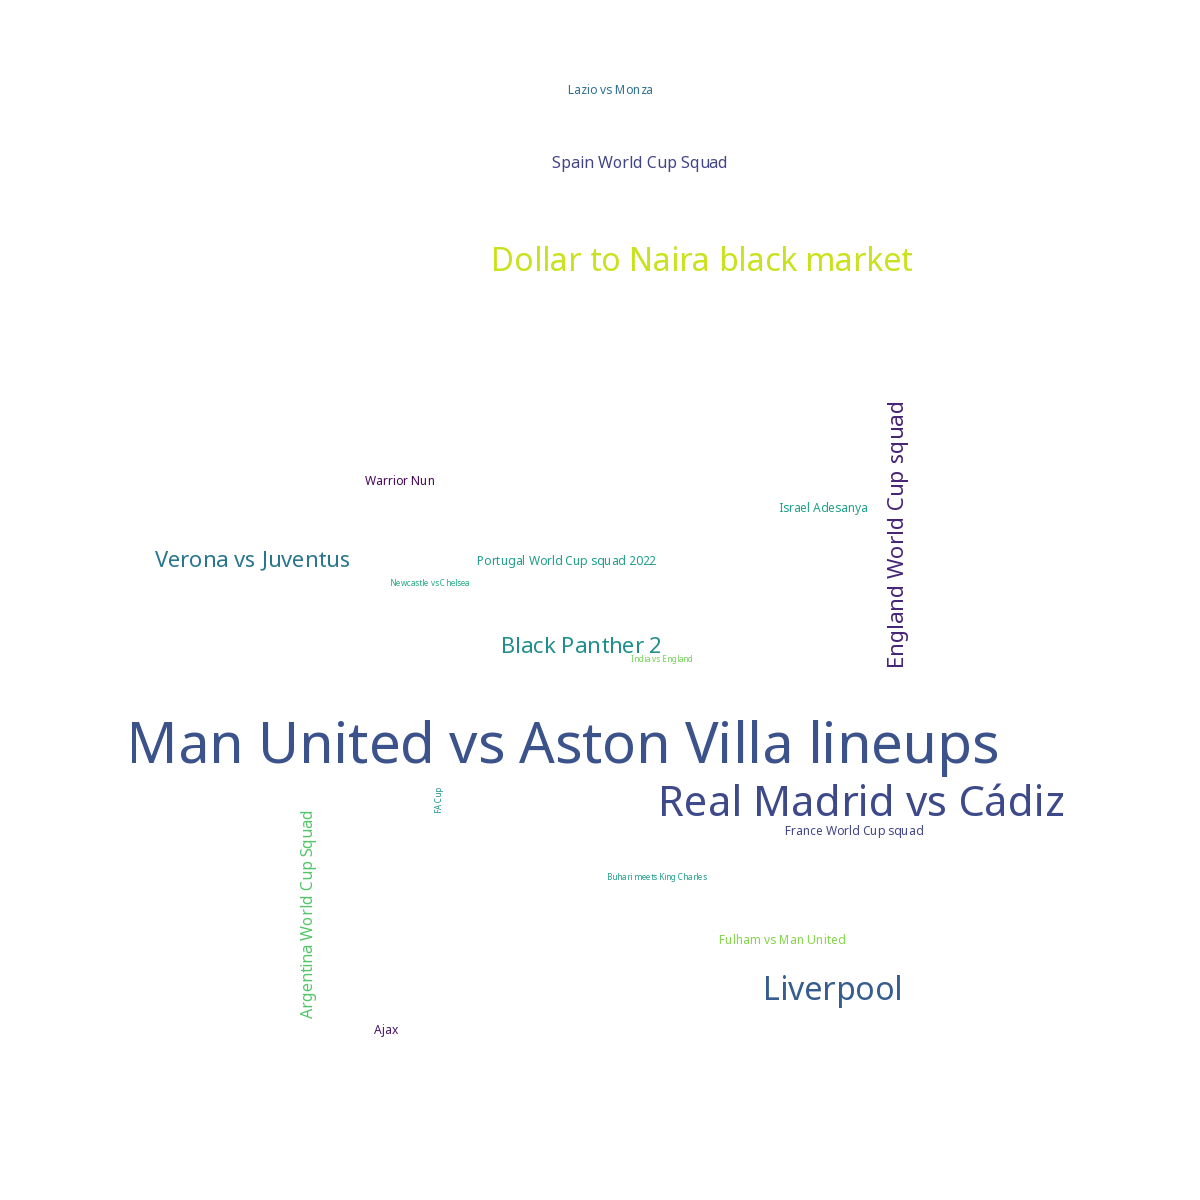 Lazio vs Monza
Spain World Cup Squad
Dollar to Naira black market
England World Cup squad
Warrior Nun
Israel Adesanya
Verona vs Juventus
Portugal World Cup squad 2022
Newcastle vs Chelsea
Black Panther 2
India vs England
Man United vs Aston Villa lineups
Real Madrid vs Cádiz
FA Cup
Argentina World Cup Squad
France World Cup squad
Buhari meets King Charles
Fulham vs Man United
Liverpool
Ajax